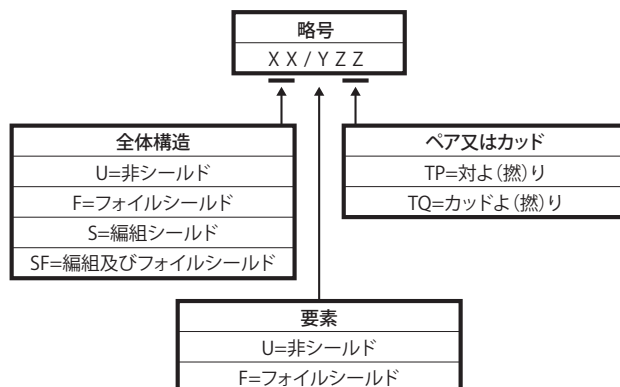 略号
XX/YZZ
全体構造
U=非シールド
F=フォイルシールド
S=編組シールド
SF=編組及びフォイルシールド
ペア又はカッド
TP=対よ(撚)り
TQ=カッドよ(撚)り
要素
U=非シールド
F=フォイルシールド